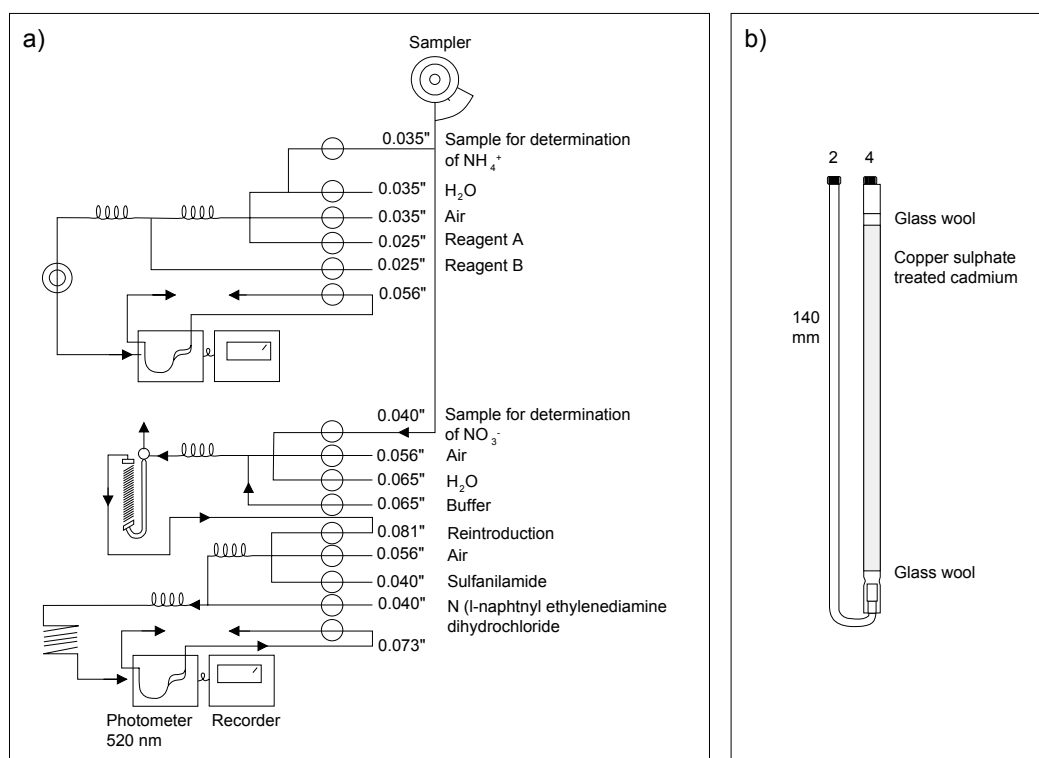 a)
Sampler
0.035" Sample for determination
of NH₄⁺
0.035" H₂O
0.035" Air
0.025" Reagent A
0.025" Reagent B
0.056"
0.040" Sample for determination
of NO₃⁻
0.056" Air
0.065" H₂O
0.065" Buffer
0.081" Reintroduction
0.056" Air
0.040" Sulfanilamide
0.040" N (l-naphtnyl ethylenediamine
dihydrochloride
0.073"
Photometer
520 nm
Recorder
b)
2 4
Glass wool
Copper sulphate
treated cadmium
140
mm
Glass wool